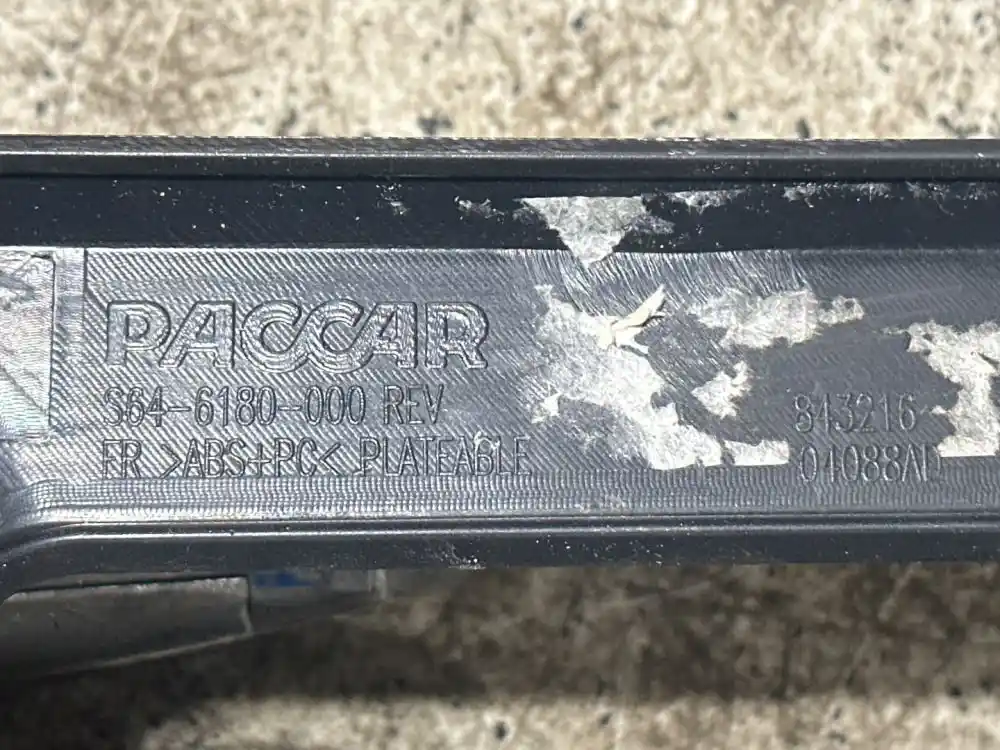 PACCAR
S64-6180-000 REV
FR >ABS+PC< PLATEABLE
843216
04088AD